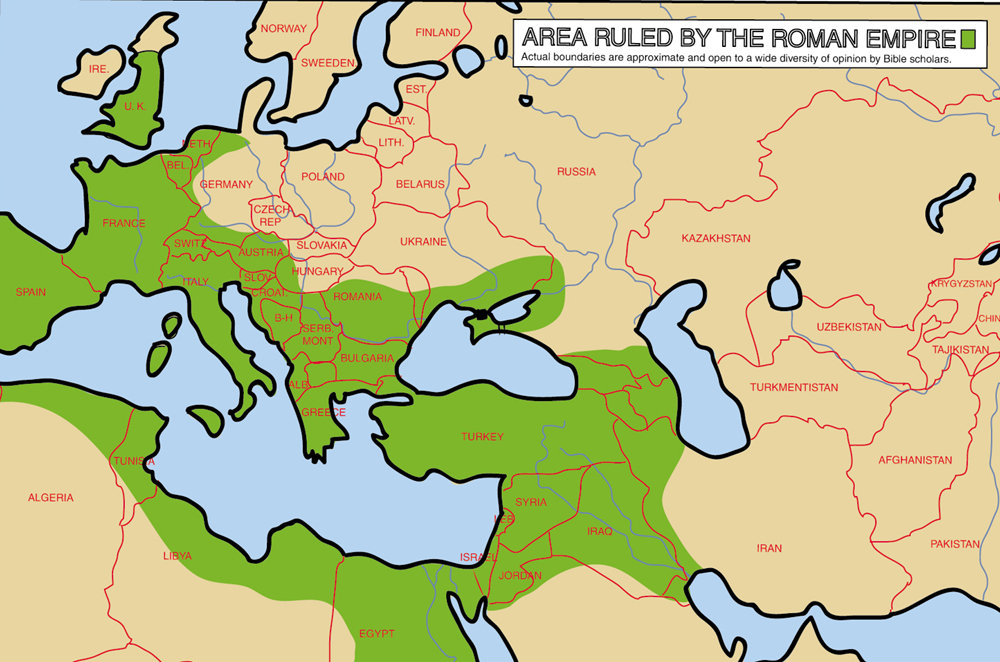 AREA RULED BY THE ROMAN EMPIRE
Actual boundaries are approximate and open to a wide diversity of opinion by Bible scholars.
NORWAY
FINLAND
SWEEDEN
IRE.
EST.
U. K.
LATV.
LITH.
NETH.
BEL.
RUSSIA
GERMANY
POLAND
BELARUS
CZECH
REP
FRANCE
KAZAKHSTAN
SWITZ
SLOVAKIA
UKRAINE
AUSTRIA
HUNGARY
SLOV.
ITALY
KRYGYZSTAN
SPAIN
CROAT.
ROMANIA
B-H
CHIN
SERB.
MONT
UZBEKISTAN
TAJIKISTAN
BULGARIA
ALB
TURKMENTISTAN
GREECE
TURKEY
TUNISIA
AFGHANISTAN
ALGERIA
SYRIA
IRAQ
IRAN
PAKISTAN
LIBYA
ISRAEL
JORDAN
EGYPT